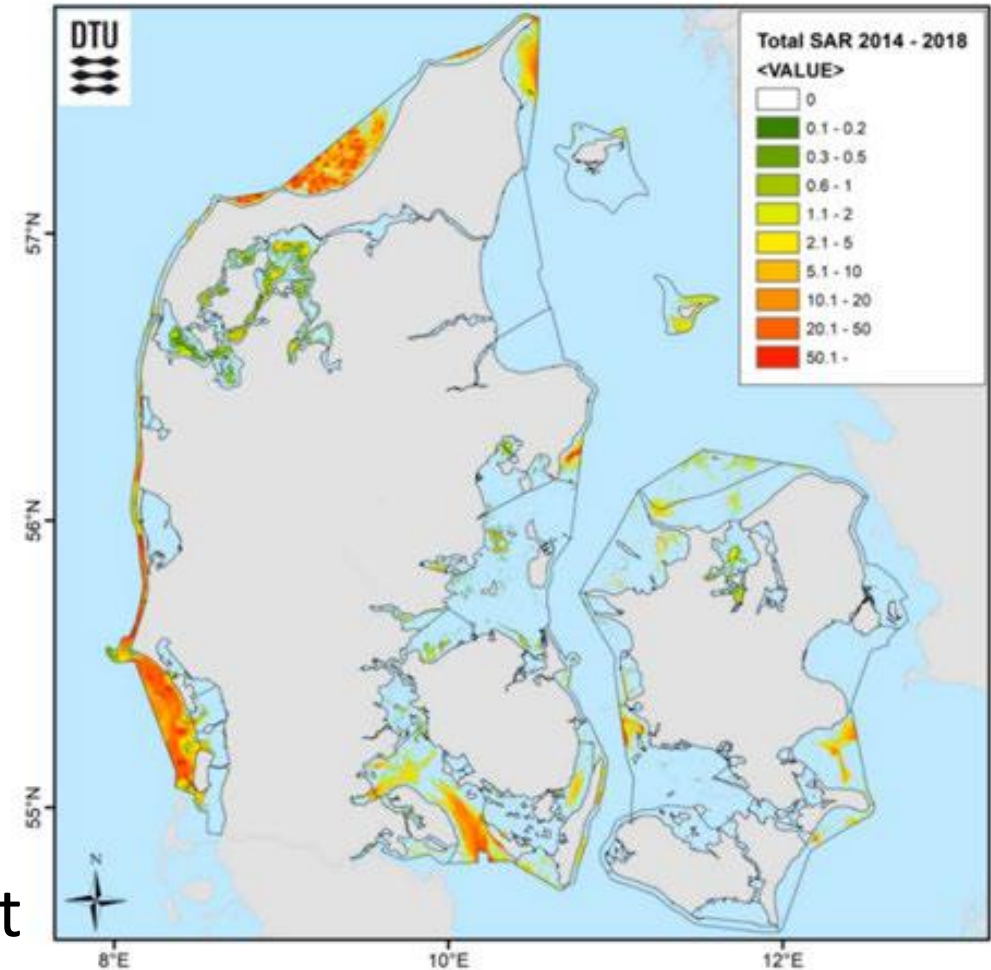 DTU
Total SAR 2014 - 2018
<VALUE>
0
0.1 - 0.2
0.3 - 0.5
0.6 - 1
1.1 - 2
2.1 - 5
5.1 - 10
10.1 - 20
20.1 - 50
50.1 -
57°N
56°N
55°N
N
t
8°E
10°E
12°E